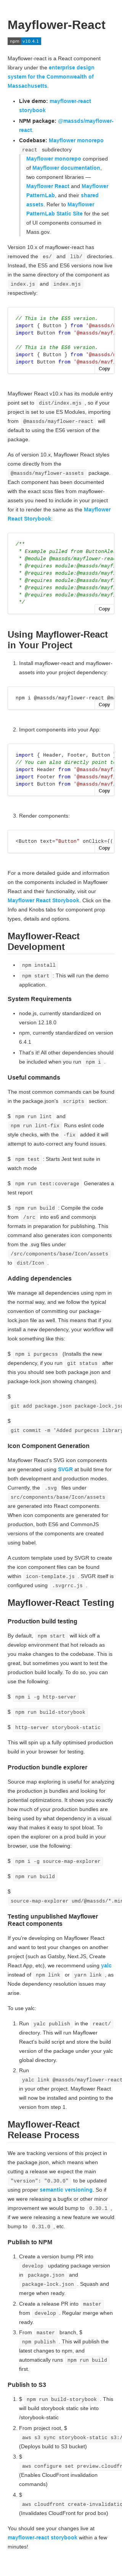 Mayflower-React
npm v10.4.1
Mayflower react is a React component
library under the enterprise design
system for the Commonwealth of
Massachusetts.
Live demo: mayflower-react
storybook
NPM package: @massds/mayflower-
react
Codebase: Mayflower monorepo
react subdirectory
Mayflower monorepo composed
of Mayflower documentation,
two component libraries —
Mayflower React and Mayflower
PatternLab, and their shared
assets. Refer to Mayflower
PatternLab Static Site for the set
of UI components consumed in
Mass.gov.
Version 10.x of mayflower-react
removed the es/ and lib/ directories.
Instead, the ES5 and ES6 versions now live
in the same directory of the component as
index.js and index.mjs
respectively:
// This is the ES5 version.
import { Button } from '@massds/m
import Button from '@massds/mayf
// This is the ES6 version.
import { Button } from '@massds/m
import Button from '@massds/mayf
Copy
Mayflower React v10.x has its module entry
point set to dist/index.mjs, so if your
project is set to use ES Modules, importing
from @massds/mayflower-react will
default to using the ES6 version of the
package.
As of version 10.x, Mayflower React styles
come directly from the
@massds/mayflower-assets package.
Each component has been documented
with the exact scss files from mayflower-
assets you need to include in your project
for it to render the same as the Mayflower
React Storybook:
/**
* Example pulled from ButtonAle
* @module @massds/mayflower-rea
* @requires module:@massds/mayf
* @requires module:@massds/mayf
* @requires module:@massds/mayf
* @requires module:@massds/mayf
*/
Copy
Using Mayflower-React
in Your Project
1. Install mayflower-react and mayflower-
assets into your project dependencies:
npm i @massds/mayflower-react @ma
Copy
2. Import components into your App:
import { Header, Footer, Button
// You can also directly point to
import Header from '@massds/mayf
import Footer from '@massds/mayf
import Button from '@massds/mayf
Copy
3. Render components:
<Button text="Button" onClick={(
Copy
For a more detailed guide and information
on the components included in Mayflower
React and their functionality, visit our
Mayflower React Storybook. Click on the
Info and Knobs tabs for each component
prop types, defaults and options.
Mayflower-React
Development
npm install
npm start: This will run the demo
application.
System Requirements
node.js, currently standardized on
version 12.18.0
npm, currently standardized on version
6.4.1
That's it! All other dependencies should
be included when you run npm i.
Useful commands
The most common commands can be found
in the package.json's scripts section:
$ npm run lint and
npm run lint-fix Runs eslint code
style checks, with the -fix added it will
attempt to auto-correct any violations
$ npm test: Starts Jest test suite in
watch mode
$ npm run test:coverage Generates a
test report
$ npm run build: Compile the code
from /src into es6 and commonjs
formats in preparation for publishing. This
command also generates icon components
from the .svg files under
/src/components/base/Icon/assets
to dist/Icon.
Adding dependencies
We manage all dependencies using npm in
the normal way, and we follow the typical
convention of committing our package-
lock.json file as well. This means that if you
install a new dependency, your workflow will
look something like this:
$ npm i purgecss (Installs the new
dependency, if you run git status after
this step you'll see both package.json and
package-lock.json showing changes).
$
git add package.json package-lock.json
$
git commit -m 'Added purgecss library
Icon Component Generation
Mayflower React's SVG icon components
are generated using SVGR at build time for
both development and production modes.
Currently, the .svg files under
src/components/base/Icon/assets
are generated into React components.
When components are generated for
production, both ES6 and CommonJS
versions of the components are created
using babel.
A custom template used by SVGR to create
the icon component files can be found
within icon-template.js. SVGR itself is
configured using .svgrrc.js.
Mayflower-React Testing
Production build testing
By default, npm start will kick off a
develop environment that hot reloads as
you make changes to the codebase. This
may not be the desired environment to test
your project so be sure to test the
production build locally. To do so, you can
use the following:
$ npm i -g http-server
$ npm run build-storybook
$ http-server storybook-static
This will spin up a fully optimised production
build in your browser for testing.
Production bundle explorer
Source map exploring is useful for analyzing
the production js bundles and looking for
potential optimizations. It shows you exactly
how much of your production bundles are
being used by what dependency in a visual
way that makes it easy to spot bloat. To
open the explorer on a prod build in your
browser, use the following:
$ npm i -g source-map-explorer
$ npm run build
$
source-map-explorer umd/@massds/*.min
Testing unpublished Mayflower
React components
If you're developing on Mayflower React
and want to test your changes on another
project (such as Gatsby, Next.JS, Create
React App, etc), we recommend using yalc
instead of npm link or yarn link, as
Node dependency resolution issues may
arise.
To use yalc:
1. Run yalc publish in the react/
directory. This will run Mayflower
React's build script and store the build
version of the package under your yalc
global directory.
2. Run
yalc link @massds/mayflower-react
in your other project. Mayflower React
will now be installed and pointing to the
version from step 1.
Mayflower-React
Release Process
We are tracking versions of this project in
the package.json, which means when
cutting a release we expect the main
"version": "0.30.0" to be updated
using proper semantic versioning. So if we
were releasing a bugfix or other minor
improvement we would bump to 0.30.1,
if we were releasing a new feature we would
bump to 0.31.0, etc.
Publish to NPM
1. Create a version bump PR into
develop updating package version
in package.json and
package-lock.json. Squash and
merge when ready.
2. Create a release PR into master
from develop. Regular merge when
ready.
3. From master branch, $
npm publish. This will publish the
latest changes to npm, and
automatically runs npm run build
first.
Publish to S3
1. $ npm run build-storybook. This
will build storybook static site into
/storybook-static
2. From project root, $
aws s3 sync storybook-static s3:/
(Deploys build to S3 bucket)
3. $
aws configure set preview.cloudfr
(Enables CloudFront invalidation
commands)
4. $
aws cloudfront create-invalidatio
(Invalidates CloudFront for prod box)
You should see your changes live at
mayflower-react storybook within a few
minutes!